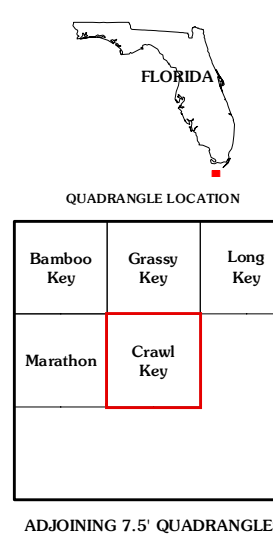 FLORIDA
QUADRANGLE LOCATION
Bamboo Grassy Long
Key Key Key
Marathon Crawl
Key
ADJOINING 7.5' QUADRANGLE